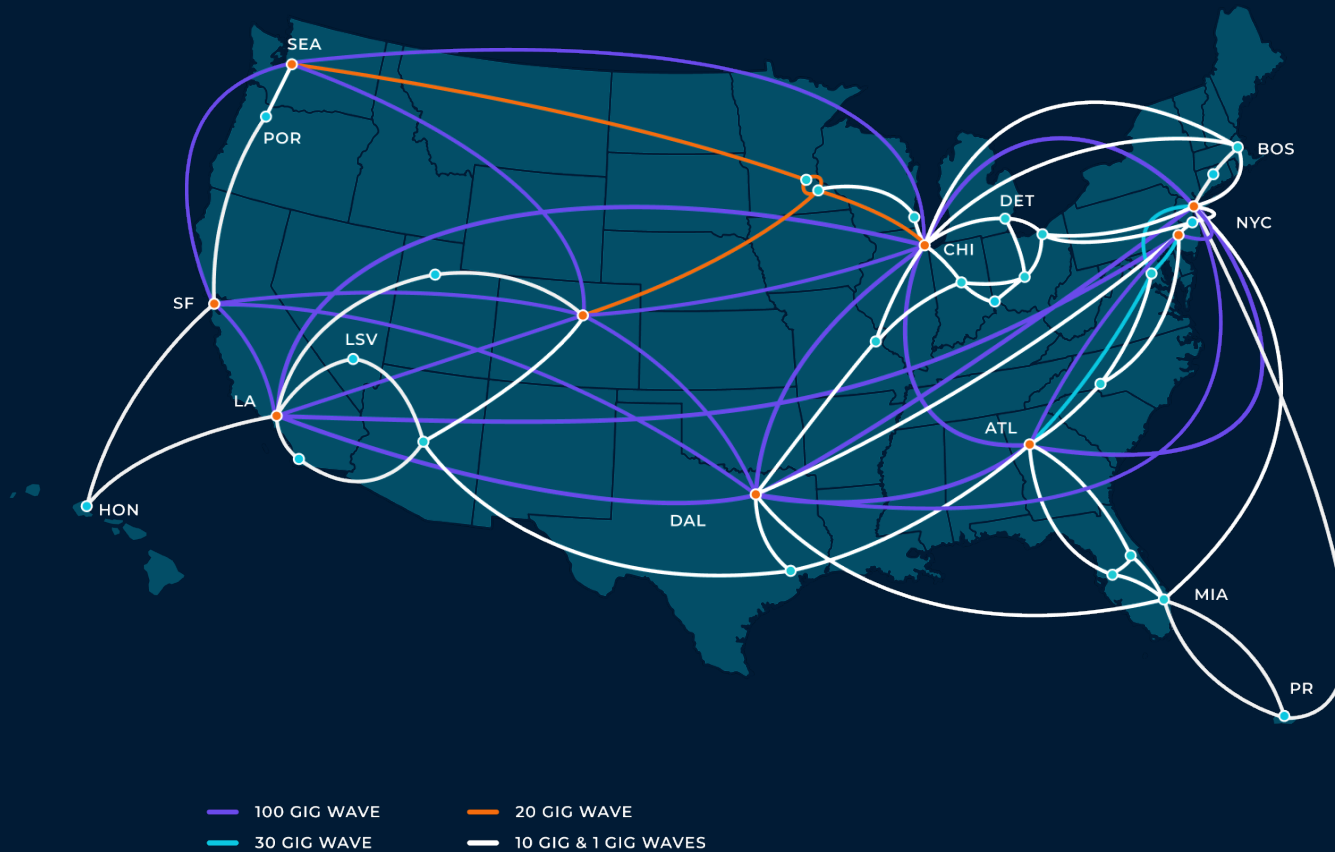 SEA
POR
BOS
DET
NYC
CHI
SF
LSV
LA
ATL
HON
DAL
MIA
PR
100 GIG WAVE
20 GIG WAVE
30 GIG WAVE
10 GIG & 1 GIG WAVES